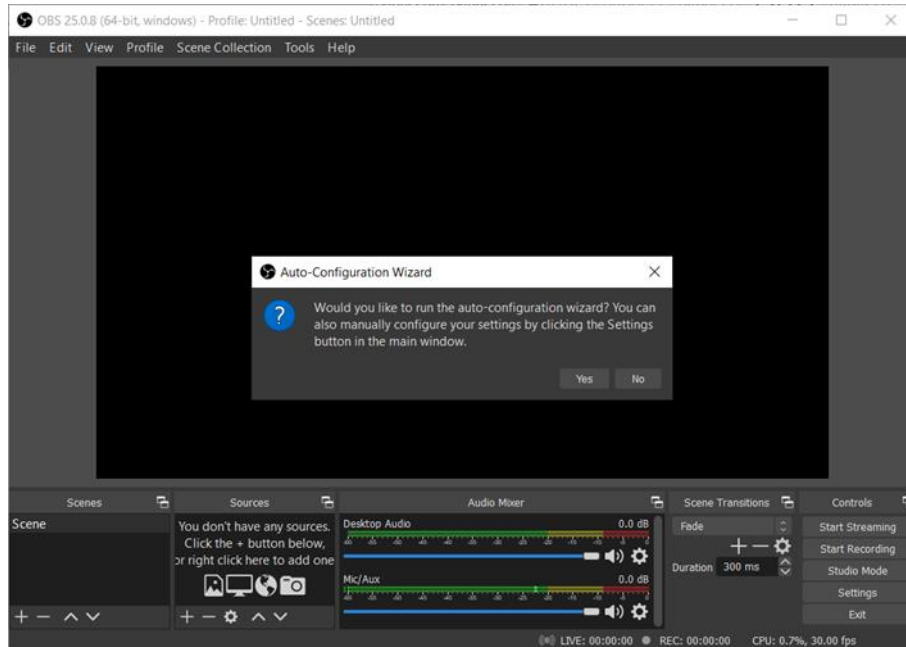 OBS 25.0.8 (64-bit, windows) - Profile: Untitled - Scenes: Untitled
File Edit View Profile Scene Collection Tools Help
Auto-Configuration Wizard
Would you like to run the auto-configuration wizard? You can
also manually configure your settings by clicking the Settings
button in the main window.
Yes No
Scenes
Scene
Sources
You don't have any sources.
Click the + button below,
or right click here to add one
Audio Mixer
Desktop Audio 0.0 dB
Mic/Aux 0.0 dB
Scene Transitions
Fade
Duration 300 ms
Controls
Start Streaming
Start Recording
Studio Mode
Settings
Exit
LIVE: 00:00:00 REC: 00:00:00 CPU: 0.7%, 30.00 fps